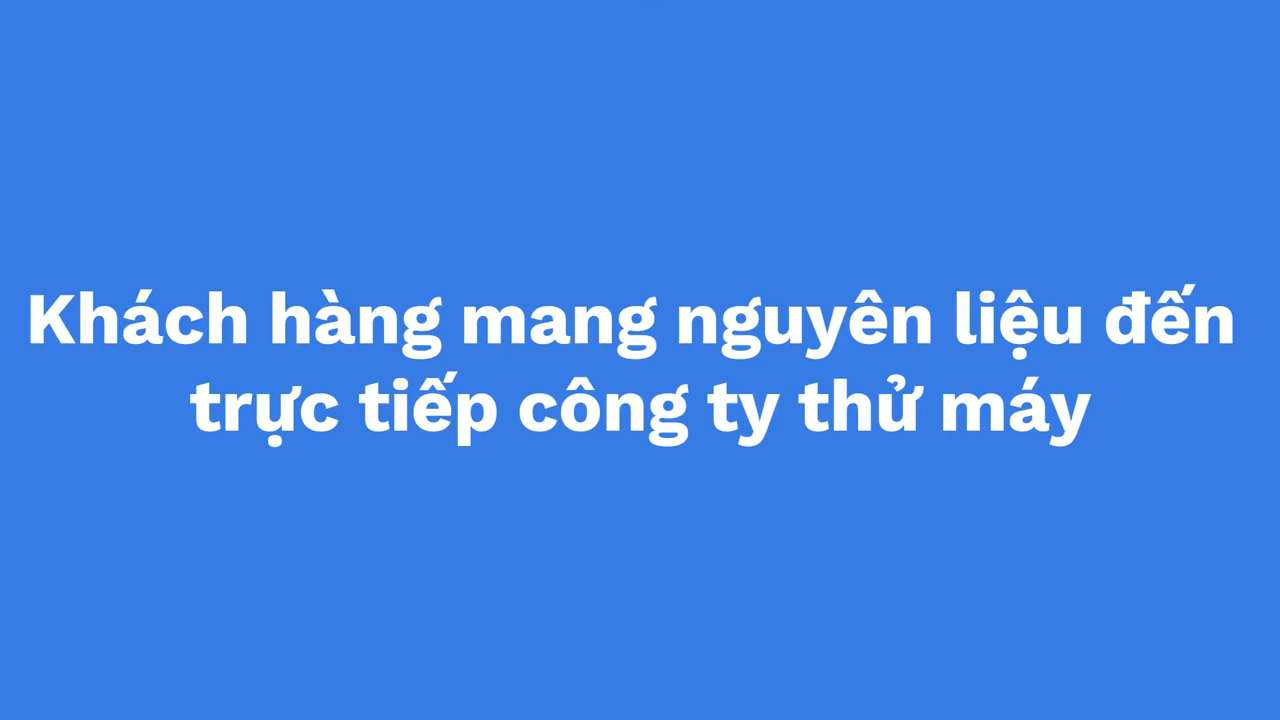 Khách hàng mang nguyên liệu đến
trực tiếp công ty thử máy